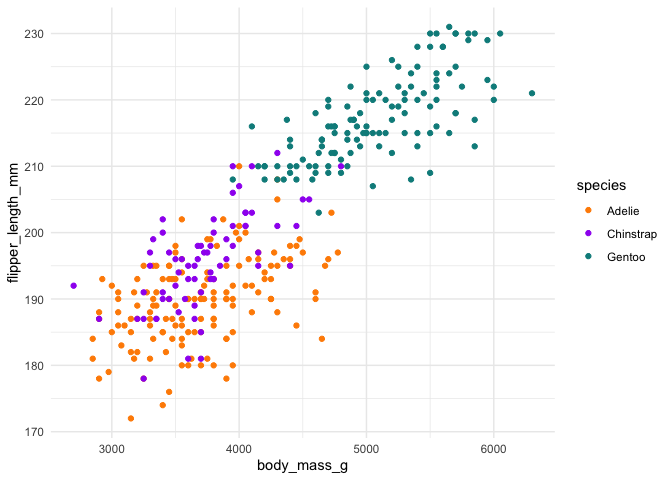 230
220
210
200
190
180
170
flipper_length_mm
3000
4000
5000
6000
body_mass_g
species
Adelie
Chinstrap
Gentoo